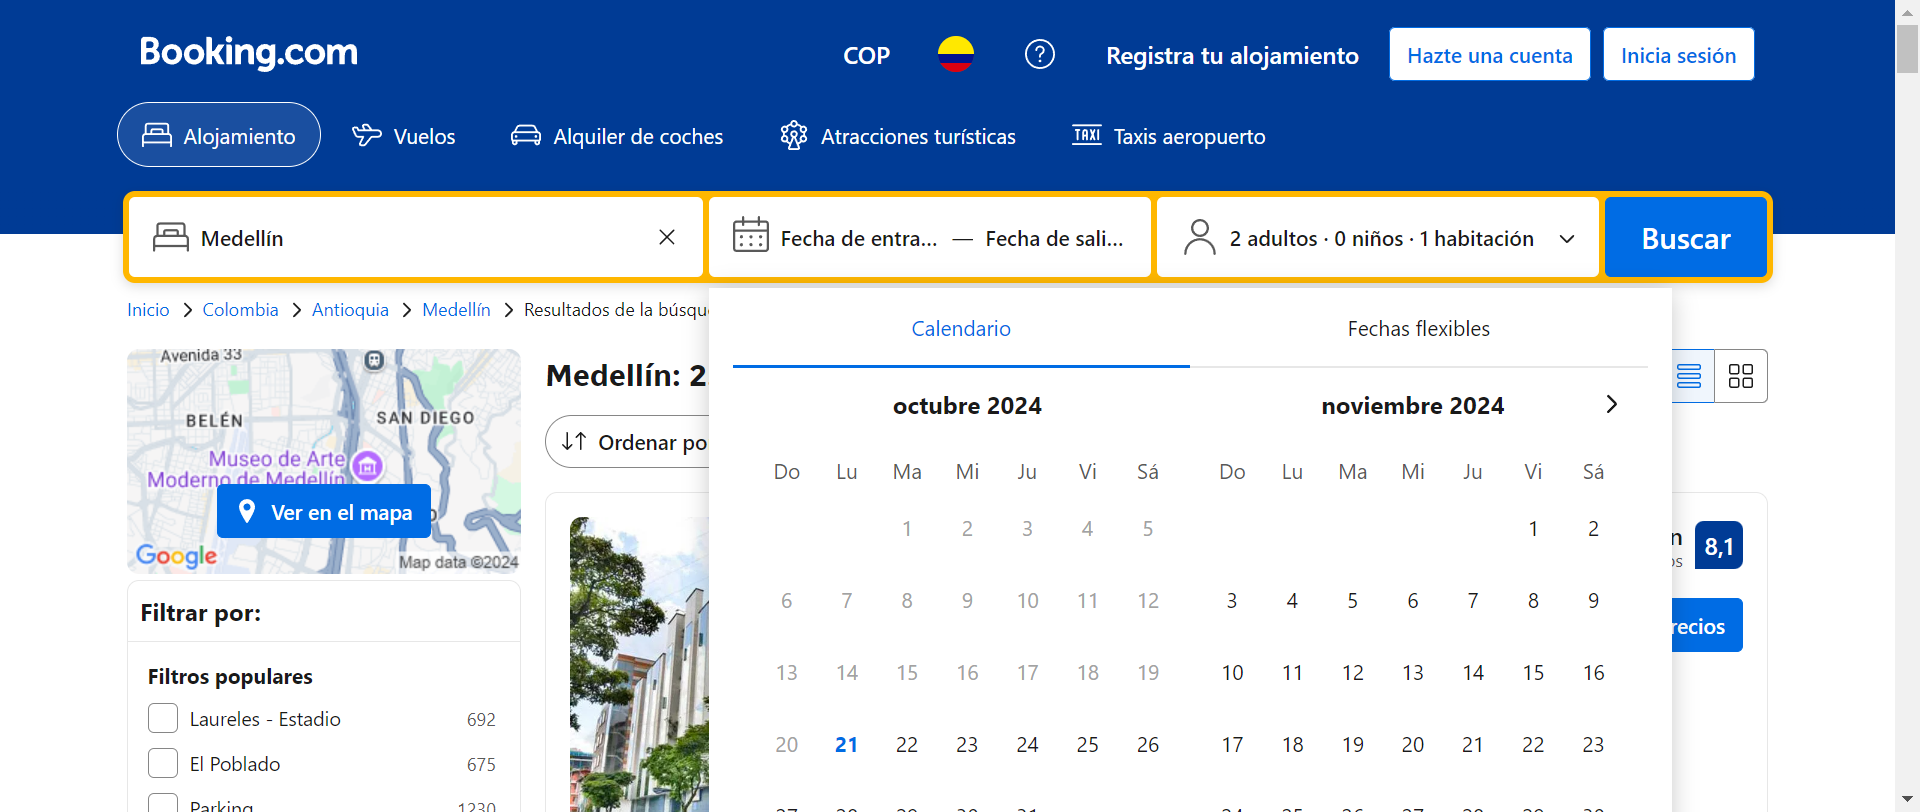 Booking.com
COP
Registra tu alojamiento
Hazte una cuenta
Inicia sesión
Alojamiento
Vuelos
Alquiler de coches
Atracciones turísticas
TAXI Taxis aeropuerto
Medellín
Fecha de entra... — Fecha de sali...
2 adultos · 0 niños · 1 habitación
Buscar
Inicio > Colombia > Antioquia > Medellín > Resultados de la búsqu
Calendario
Fechas flexibles
Avenida 33
BELÉN
SAN DIEGO
Museo de Arte
Moderno de Medellín
Ver en el mapa
Google
Map data ©2024
Medellín: 2
Ordenar po
octubre 2024
Do Lu Ma Mi Ju Vi Sá
1 2 3 4 5
6 7 8 9 10 11 12
13 14 15 16 17 18 19
20 21 22 23 24 25 26
noviembre 2024
Do Lu Ma Mi Ju Vi Sá
1 2
3 4 5 6 7 8 9
10 11 12 13 14 15 16
17 18 19 20 21 22 23
8,1
recios
Filtrar por:
Filtros populares
Laureles - Estadio 692
El Poblado 675
Parking 1230